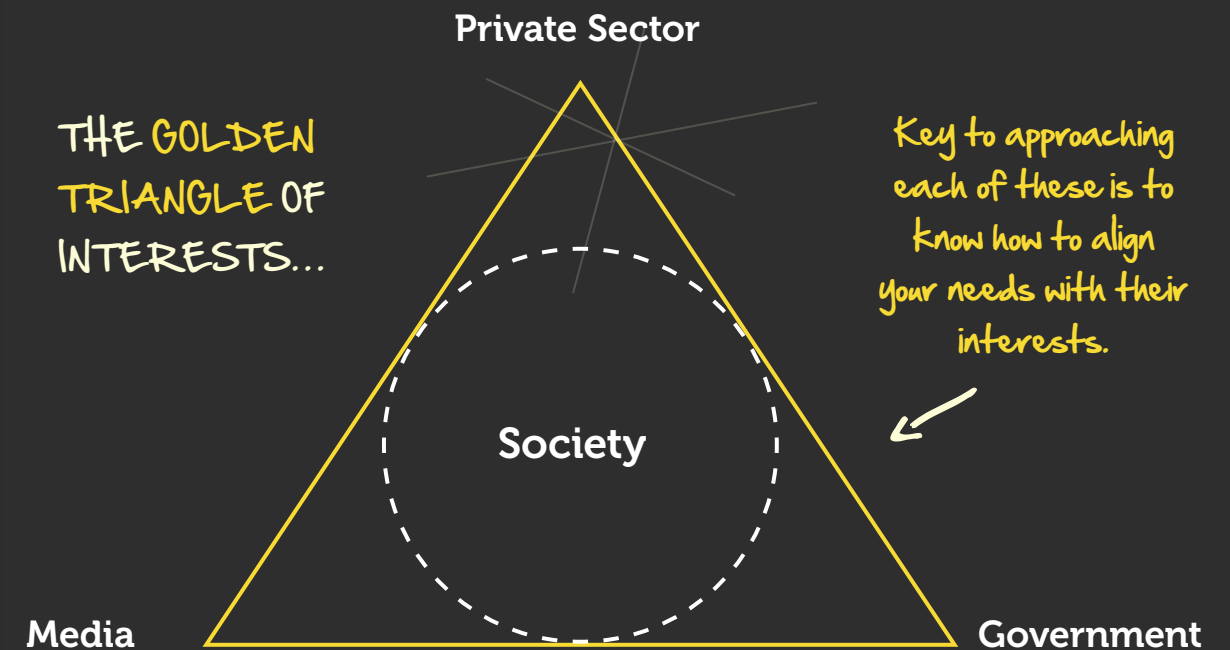 Private Sector
THE GOLDEN
TRIANGLE OF
INTERESTS...
Key to approaching
each of these is to
know how to align
your needs with their
interests.
Society
Media
Government